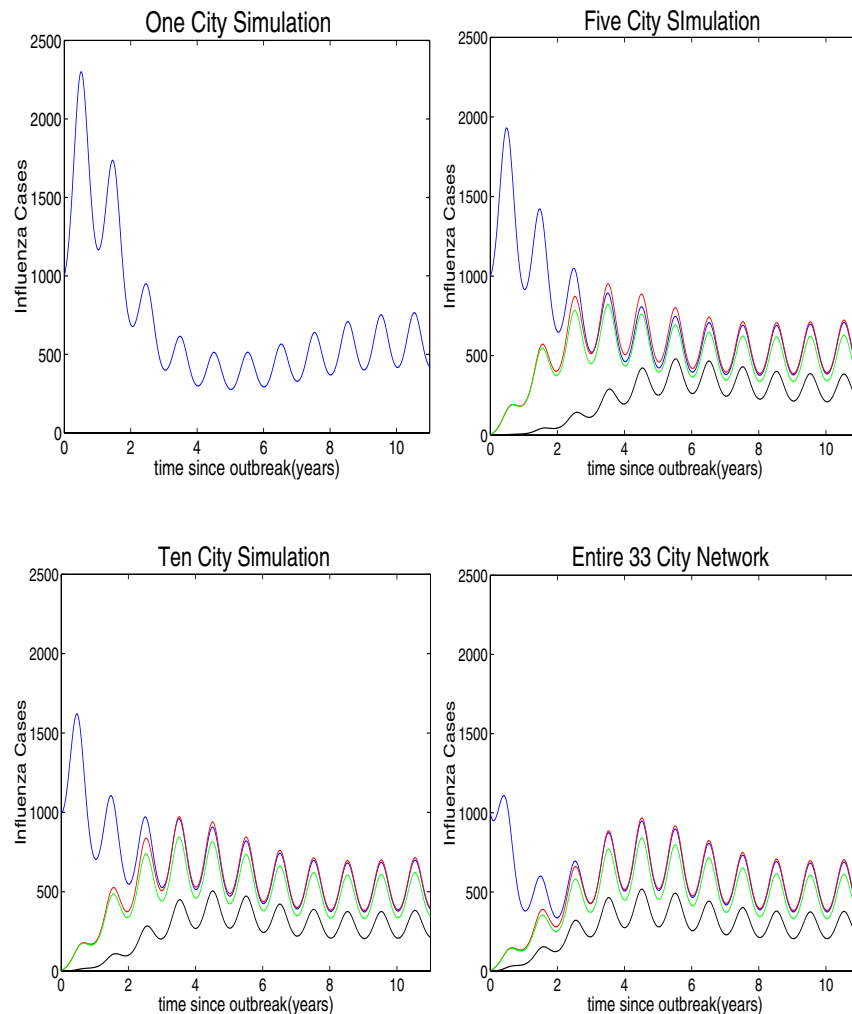 One City Simulation
2500
2000
1500
1000
500
0
0 2 4 6 8 10
Influenza Cases
time since outbreak(years)
Five City SImulation
2500
2000
1500
1000
500
0
0 2 4 6 8 10
Influenza Cases
time since outbreak(years)
Ten City Simulation
2500
2000
1500
1000
500
0
0 2 4 6 8 10
Influenza Cases
time since outbreak(years)
Entire 33 City Network
2500
2000
1500
1000
500
0
0 2 4 6 8 10
Influenza Cases
time since outbreak(years)